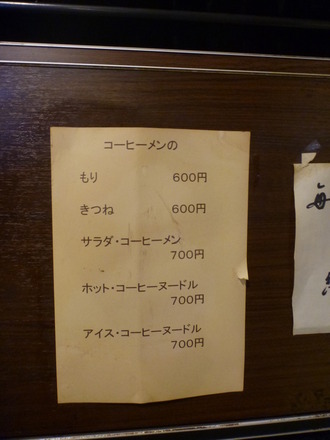 コーヒーメンの
もり 600円
きつね 600円
サラダ・コーヒーメン
700円
ホット・コーヒーヌードル
700円
アイス・コーヒーヌードル
700円
毎